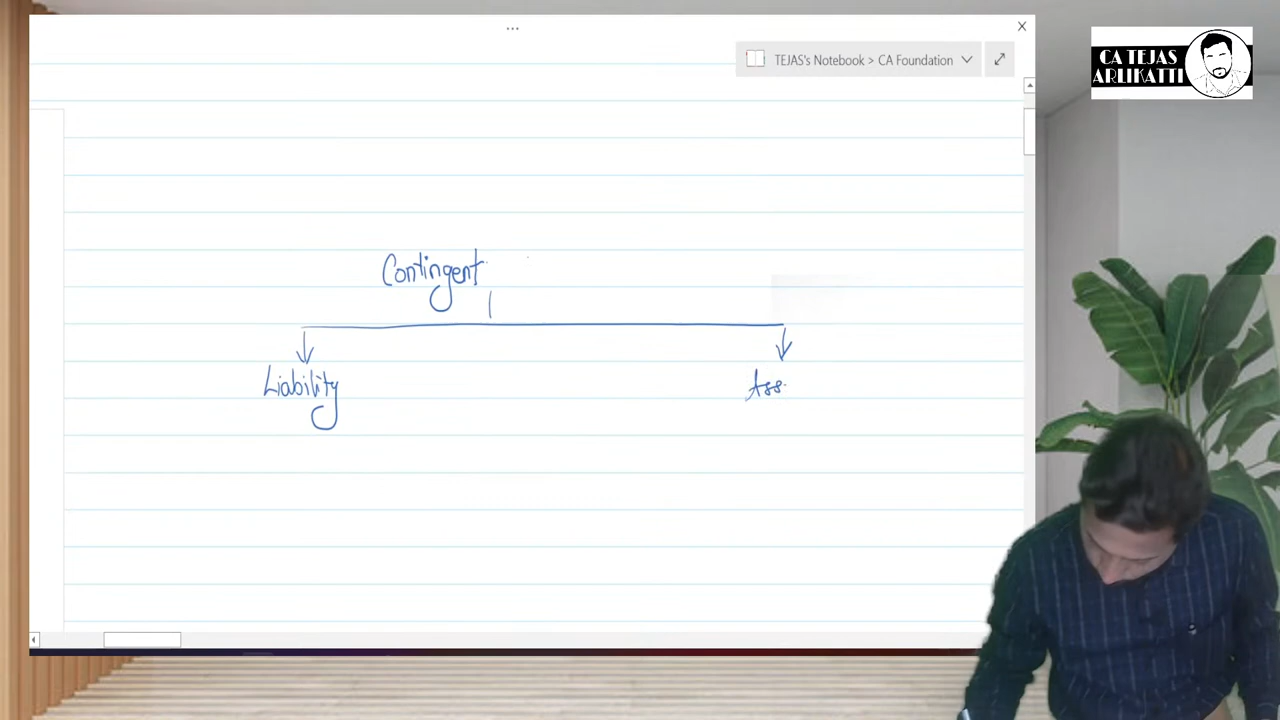 ...
X
TEJAS's Notebook > CA Foundation
CA TEJAS
ARLIKATTI
Contingent
Liability
Ass